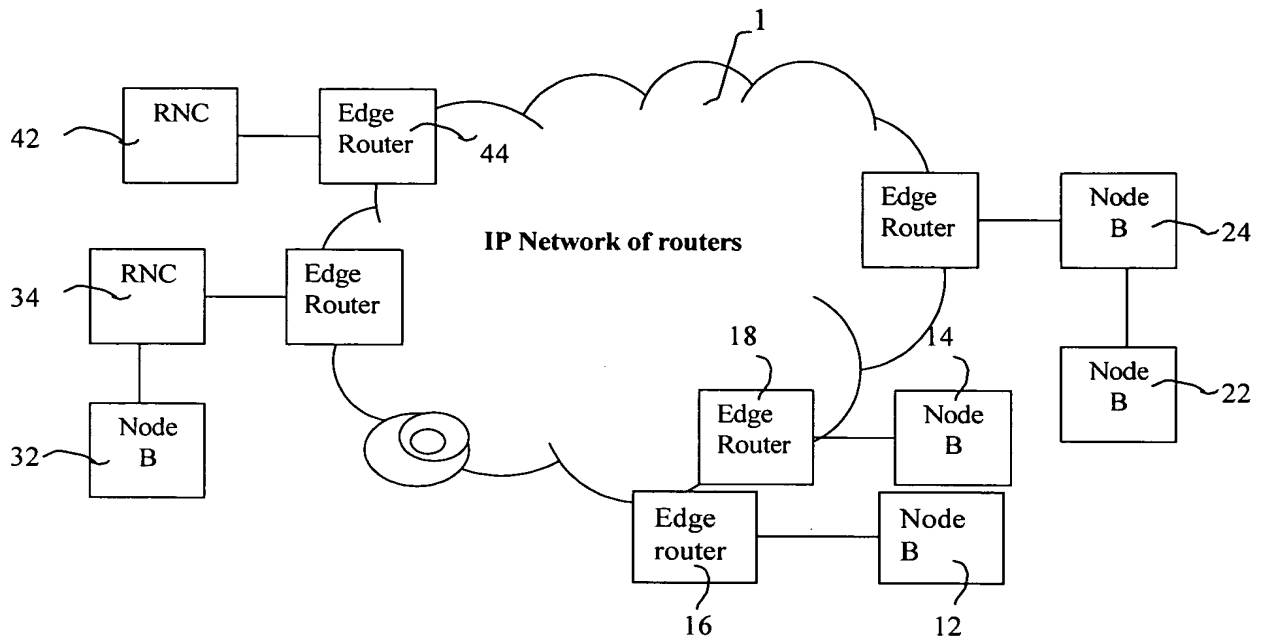 1
RNC
42
Edge
Router
44
IP Network of routers
Edge
Router
Node
B
24
RNC
34
Edge
Router
18
14
Node
B
22
Node
B
32
Edge
Router
Node
B
Edge
router
Node
B
16
12